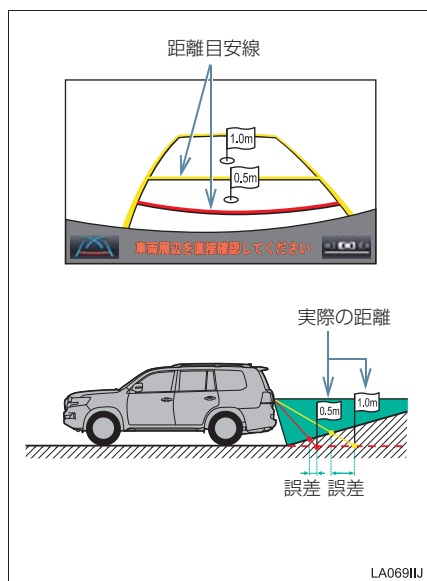 距離目安線
1.0m
0.5m
車両周辺を直接確認してください
実際の距離
0.5m
1.0m
誤差 誤差
LA069IIJ